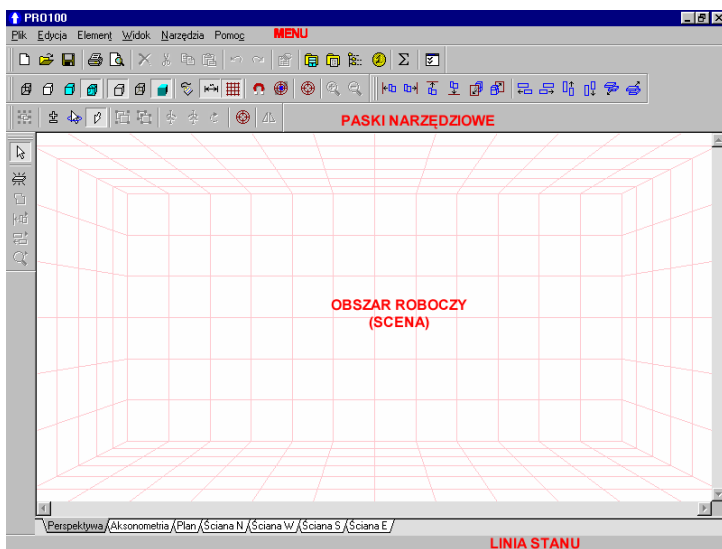 PRO100
Plik Edycja Element Widok Narzędzia Pomoc MENU
PASKI NARZĘDZIOWE
OBSZAR ROBOCZY
(SCENA)
Perspektywa Aksonometria Plan Ściana N Ściana W Ściana S Ściana E
LINIA STANU